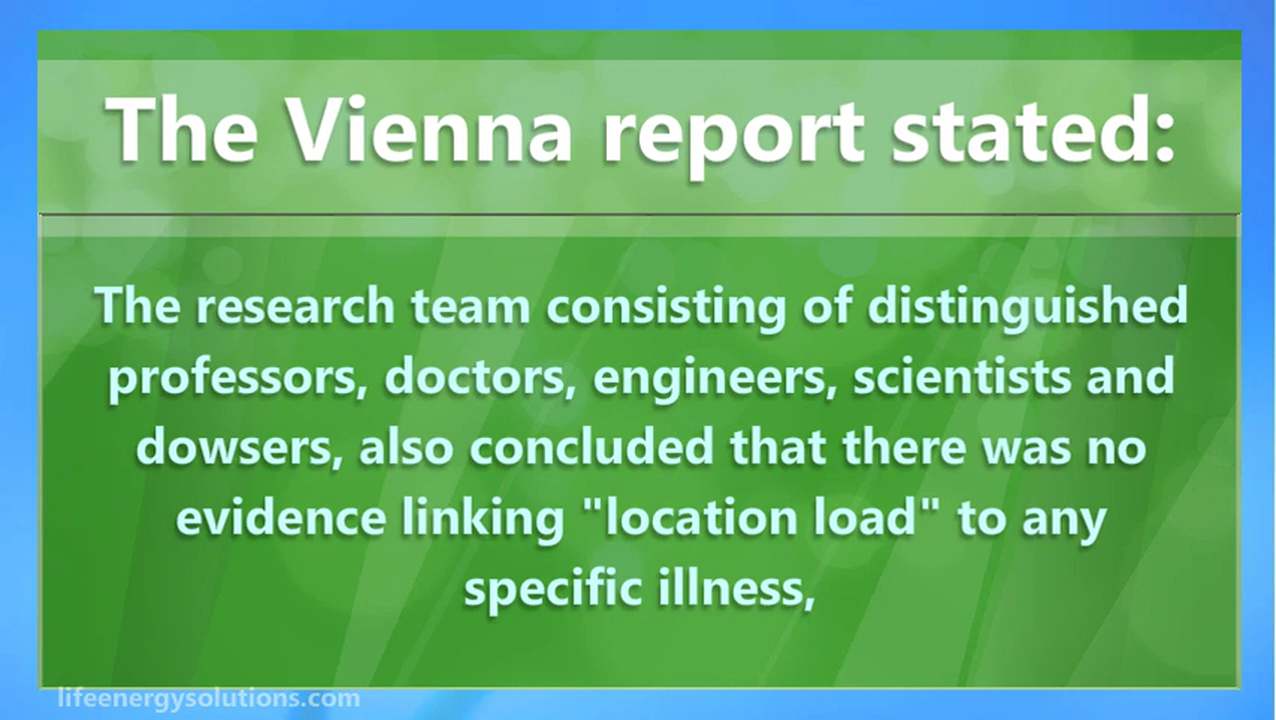 The Vienna report stated:
The research team consisting of distinguished
professors, doctors, engineers, scientists and
dowsers, also concluded that there was no
evidence linking "location load" to any
specific illness,
lifeenergysolutions.com